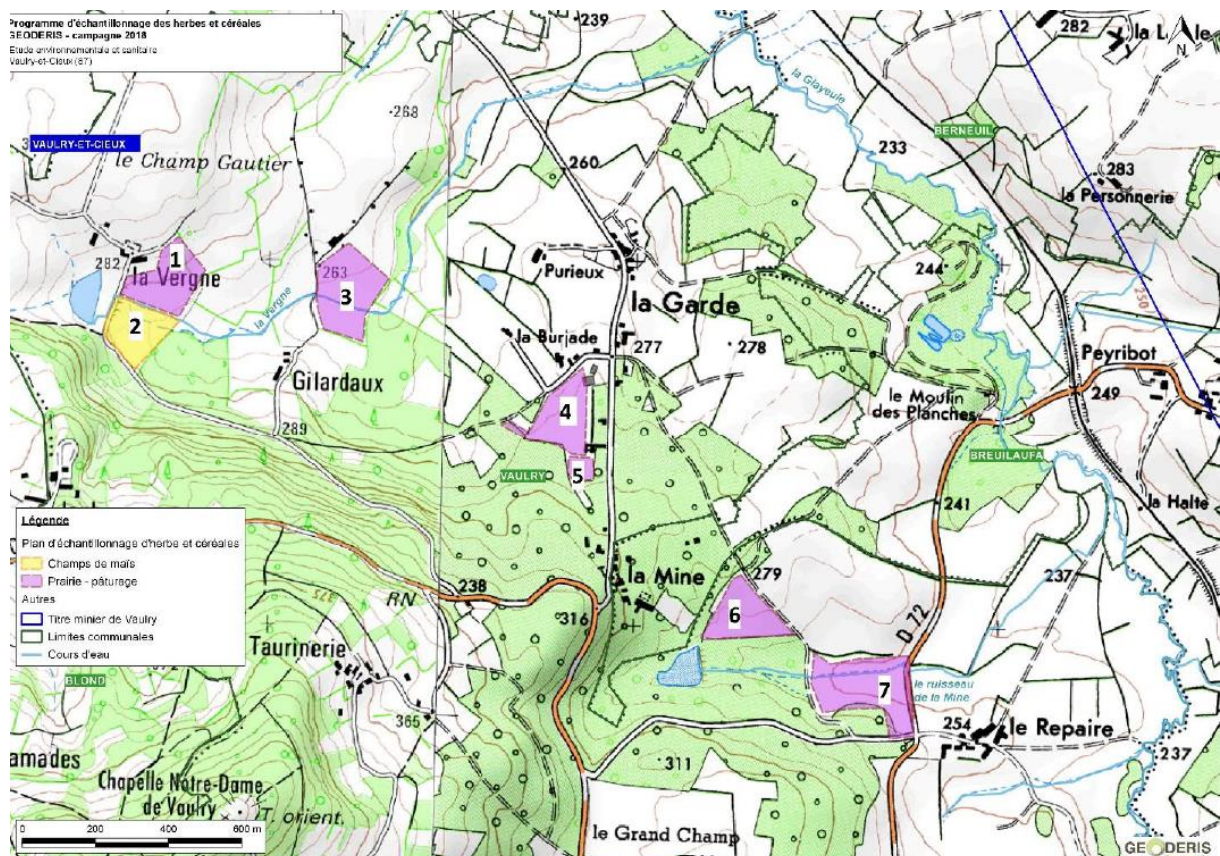 Programme d'échantillonnage des herbes et céréales
GEODERIS - campagne 2018
Etude environnementale et sanitaire
Vaulry-et-Cieux (87)
239
282
N
la Glayeule
268
VAULRY-ET-CIEUX
le Champ Gautier
260
233
BERNEUIL
283
la Personnerie
282
1
la Vergne
263
3
2
la Vergne
Purieux
la Garde
244
250
la Burjade
277
278
Peyribot
Gilardaux
289
4
le Moulin
des Planches
249
BREUILAUFA
VAULRY
5
241
la Halte
Légende
Plan d'échantillonnage d'herbe et céréales
Champs de maïs
Prairie - pâturage
Autres
Titre minier de Vaulry
Limites communales
Cours d'eau
375
RN
238
316
la Mine
279
237
6
D 72
Taurinerie
BLOND
365
7
le ruisseau
de la Mine
254
le Repaire
237
311
amades
Chapelle Notre-Dame
de Vaulry
T. orient.
le Grand Champ
0 200 400 600 m
GEODERIS